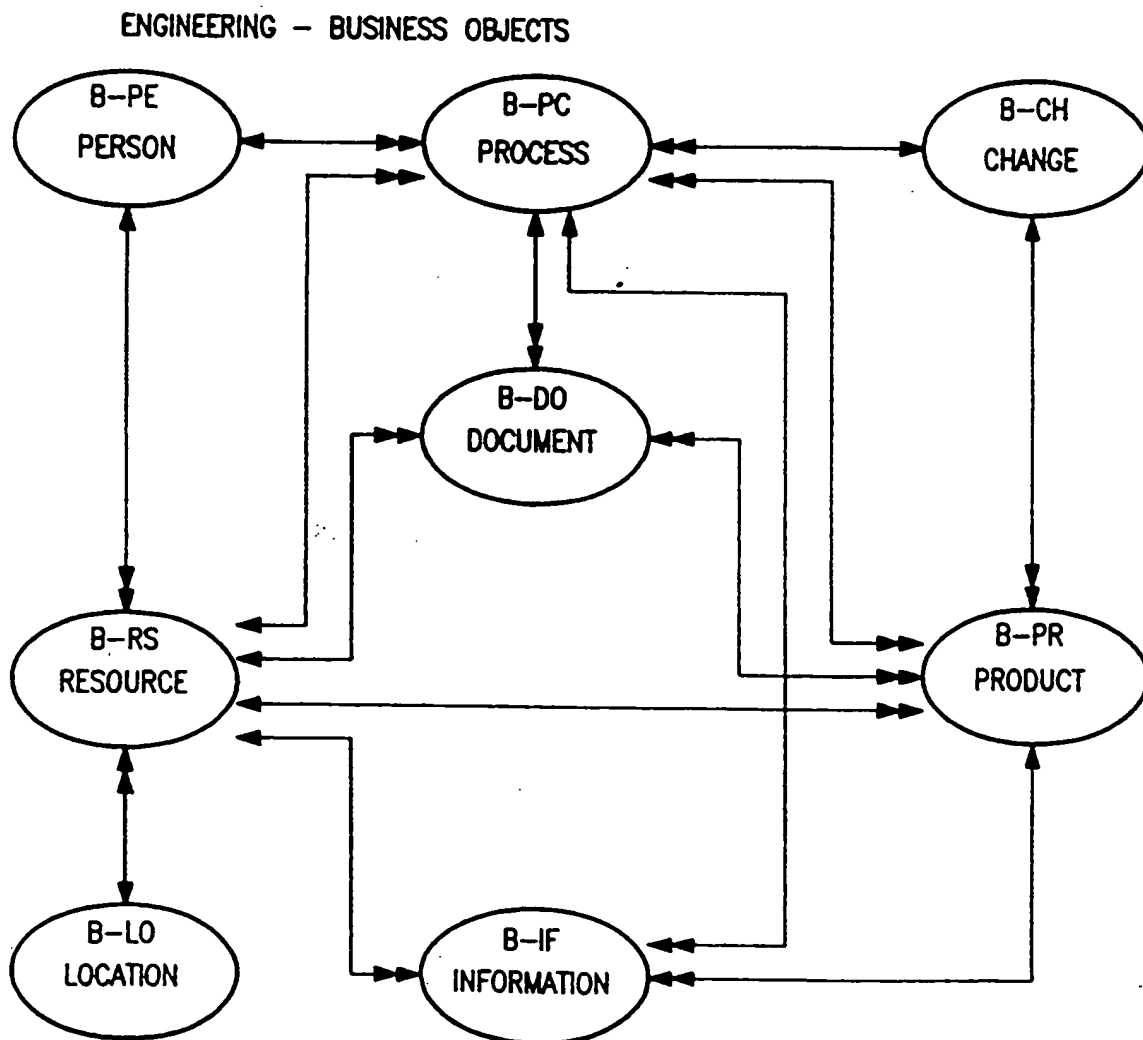 ENGINEERING – BUSINESS OBJECTS
B–PE
PERSON
B–PC
PROCESS
B–CH
CHANGE
B–DO
DOCUMENT
B–RS
RESOURCE
B–PR
PRODUCT
B–LO
LOCATION
B–IF
INFORMATION